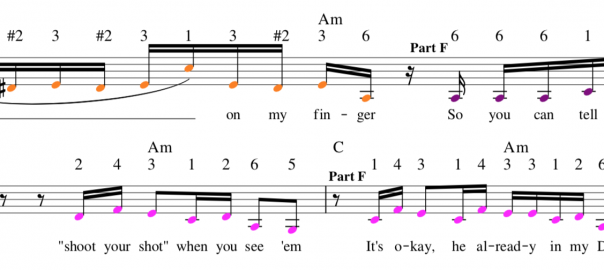 Am
#2 3 #2 3 1 3 #2 3 6 6 6 6 1
Part F
on my fin - ger So you can tell
Am C Am
2 4 3 1 2 6 5 1 4 3 1 4 3 3 1 2 6
Part F
"shoot your shot" when you see 'em It's o-kay, he al-read-y in my D